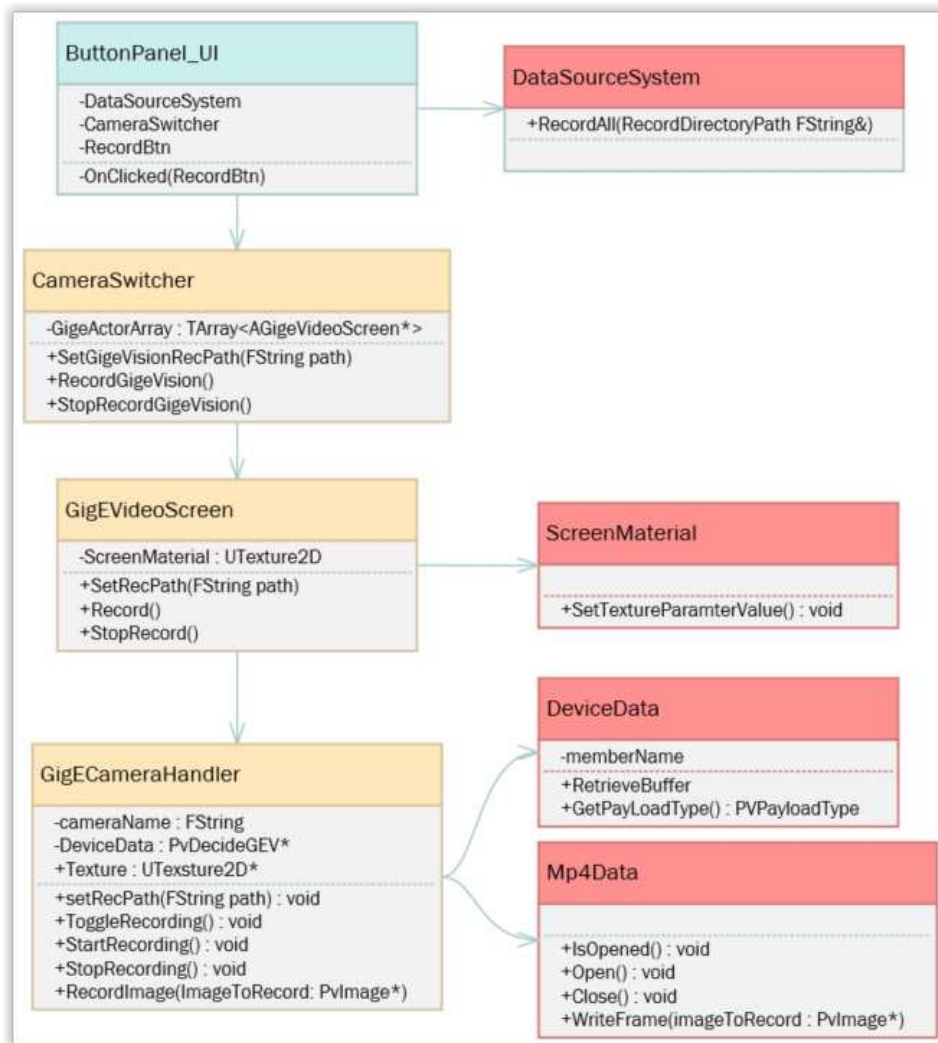 ButtonPanel_UI
-DataSourceSystem
-CameraSwitcher
-RecordBtn
-OnClicked(RecordBtn)
DataSourceSystem
+RecordAll(RecordDirectoryPath FString&)
CameraSwitcher
-GigeActorArray : TArray<AGigeVideoScreen*>
+SetGigeVisionRecPath(FString path)
+RecordGigeVision()
+StopRecordGigeVision()
GigEVideoScreen
-ScreenMaterial : UTexture2D
+SetRecPath(FString path)
+Record()
+StopRecord()
ScreenMaterial
+SetTextureParamterValue() : void
GigECameraHandler
-cameraName : FString
-DeviceData : PvDecideGEV*
+Texture : UTexsture2D*
+setRecPath(FString path) : void
+ToggleRecording() : void
+StartRecording() : void
+StopRecording() : void
+RecordImage(ImageToRecord: PvImage*)
DeviceData
-memberName
+RetrieveBuffer
+GetPayLoadType() : PVPayloadType
Mp4Data
+IsOpened() : void
+Open() : void
+Close() : void
+WriteFrame(imageToRecord : PvImage*)